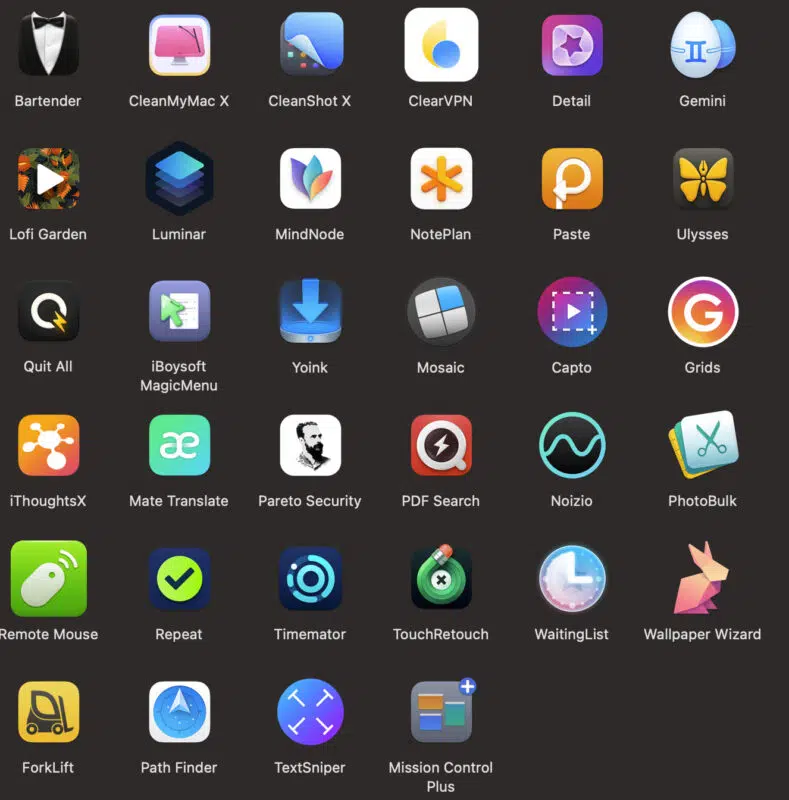 Bartender
CleanMyMac X
CleanShot X
ClearVPN
Detail
Gemini
Lofi Garden
Luminar
MindNode
NotePlan
Paste
Ulysses
Quit All
iBoysoft
MagicMenu
Yoink
Mosaic
Capto
Grids
iThoughtsX
æ
Mate Translate
Pareto Security
PDF Search
Noizio
PhotoBulk
Remote Mouse
Repeat
Timemator
TouchRetouch
WaitingList
Wallpaper Wizard
ForkLift
Path Finder
TextSniper
Mission Control
Plus